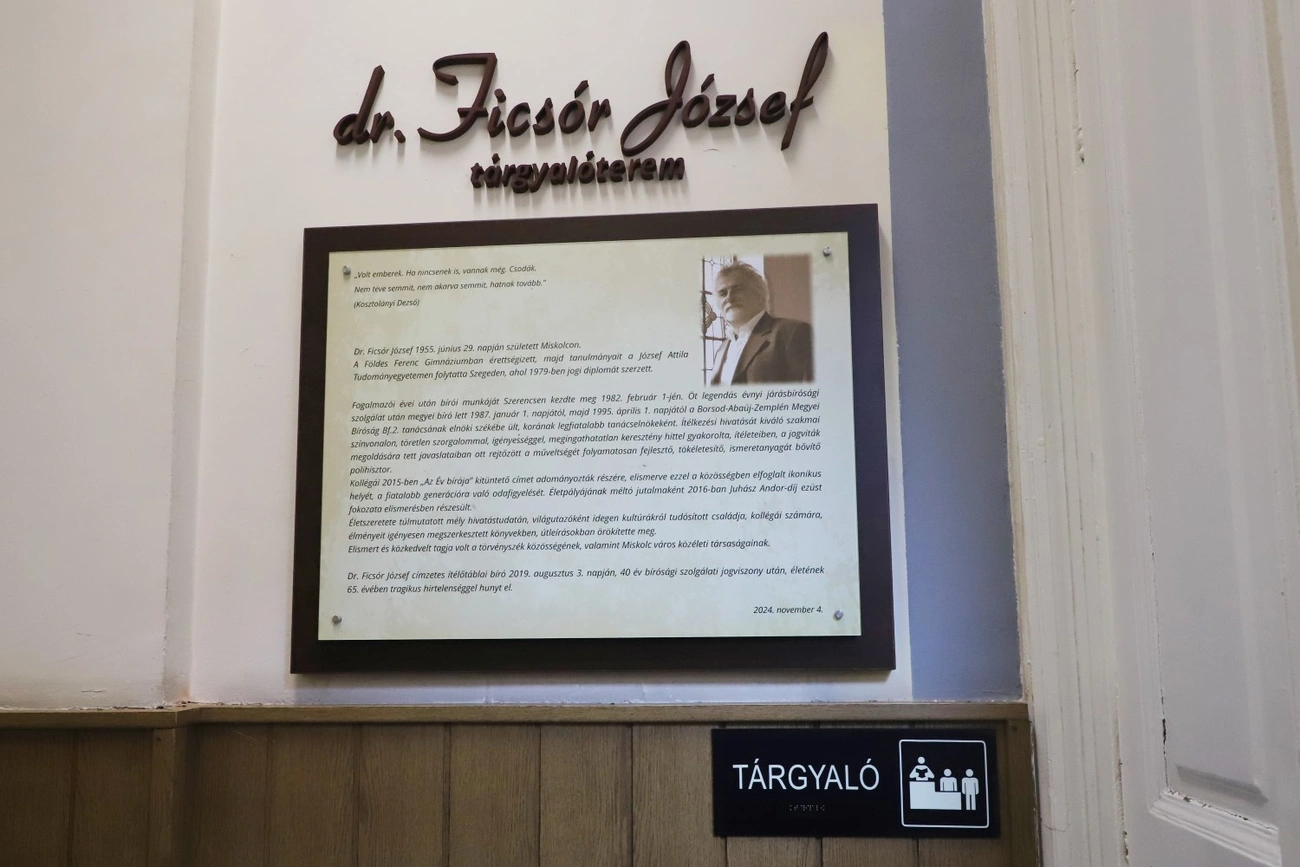 dr. Ficsór József
tárgyalóterem
„Volt emberek. Ha nincsenek is, vannak még. Csodák.
Nem téve semmit, nem akarva semmit, hatnak tovább.”
(Kosztolányi Dezső)
Dr. Ficsór József 1955. június 29. napján született Miskolcon.
A Földes Ferenc Gimnáziumban érettségizett, majd tanulmányait a József Attila
Tudományegyetemen folytatta Szegeden, ahol 1979-ben jogi diplomát szerzett.
Fogalmazói évei után bírói munkáját Szerencsen kezdte meg 1982. február 1-jén. Öt legendás évnyi járásbírósági
szolgálat után megyei bíró lett 1987. január 1. napjától, majd 1995. április 1. napjától a Borsod-Abaúj-Zemplén Megyei
Bíróság Bf.2. tanácsának elnöki székébe ült, korának legfiatalabb tanácselnökeként. Ítélkezési hivatását kiváló szakmai
színvonalon, töretlen szorgalommal, igényességgel, megingathatatlan keresztény hittel gyakorolta, ítéleteiben, a jogviták
megoldására tett javaslataiban ott rejtőzött a műveltségét folyamatosan fejlesztő, tökéletesítő, ismeretanyagát bővítő
polihisztor.
Kollégái 2015-ben „Az Év bírája” kitüntető címet adományozták részére, elismerve ezzel a közösségben elfoglalt ikonikus
helyét, a fiatalabb generációra való odafigyelését. Életpályájának méltó jutalmaként 2016-ban Juhász Andor-díj ezüst
fokozata elismerésben részesült.
Életszeretete túlmutatott mély hivatástudatán, világutazóként idegen kultúrákról tudósított családja, kollégái számára,
élményeit igényesen megszerkesztett könyvekben, útleírásokban örökítette meg.
Elismert és közkedvelt tagja volt a törvényszék közösségének, valamint Miskolc város közéleti társaságainak.
Dr. Ficsór József címzetes ítélőtáblai bíró 2019. augusztus 3. napján, 40 év bírósági szolgálati jogviszony után, életének
65. évében tragikus hirtelenséggel hunyt el.
2024. november 4.
TÁRGYALÓ